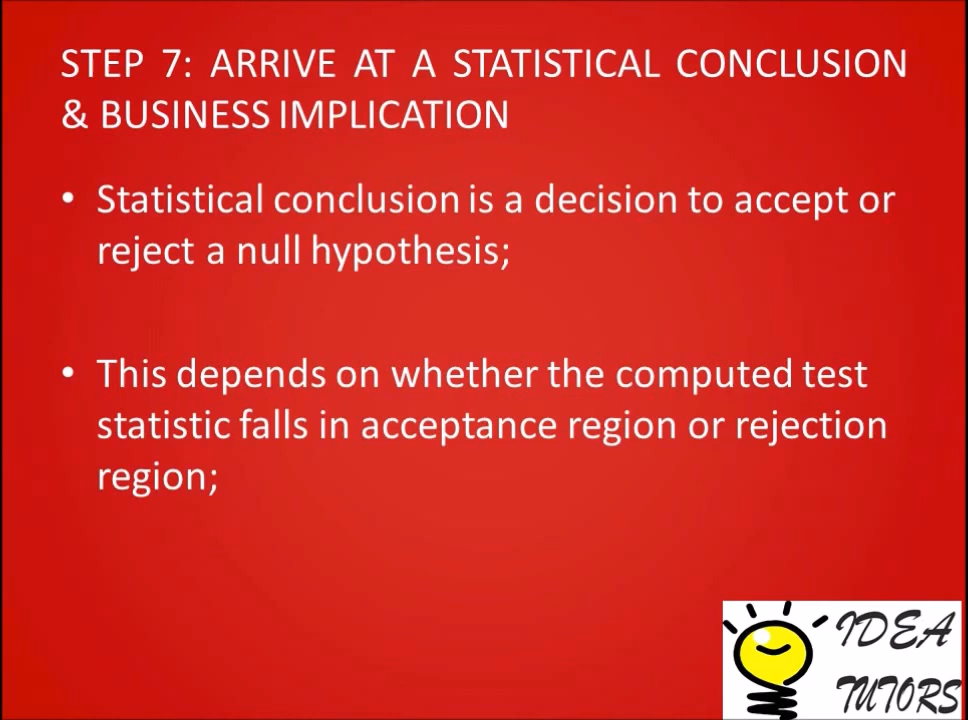 STEP 7: ARRIVE AT A STATISTICAL CONCLUSION
& BUSINESS IMPLICATION
• Statistical conclusion is a decision to accept or
reject a null hypothesis;
• This depends on whether the computed test
statistic falls in acceptance region or rejection
region;
IDEA
TUTORS